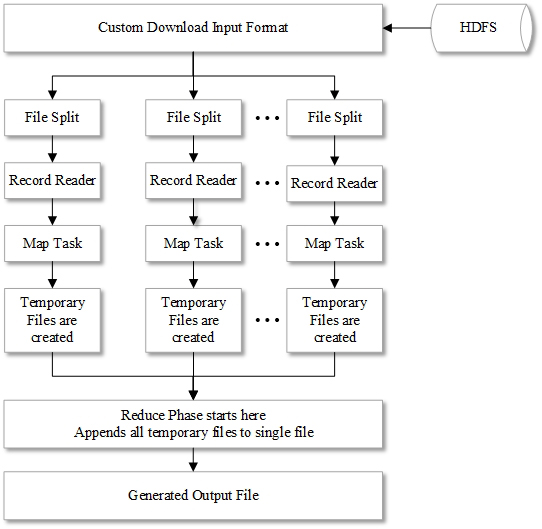 Custom Download Input Format
HDFS
File Split
File Split
• • •
File Split
Record Reader
Record Reader
• • •
Record Reader
Map Task
Map Task
• • •
Map Task
Temporary
Files are
created
Temporary
Files are
created
• • •
Temporary
Files are
created
Reduce Phase starts here
Appends all temporary files to single file
Generated Output File